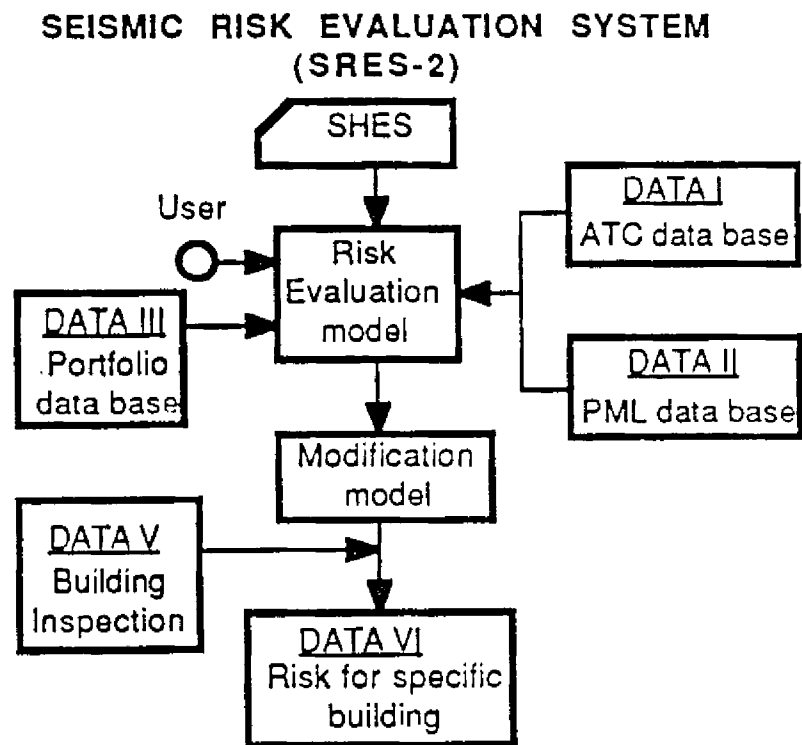 SEISMIC RISK EVALUATION SYSTEM
(SRES-2)
SHES
User
Risk
Evaluation
model
DATA I
ATC data base
DATA III
Portfolio
data base
DATA II
PML data base
Modification
model
DATA V
Building
Inspection
DATA VI
Risk for specific
building